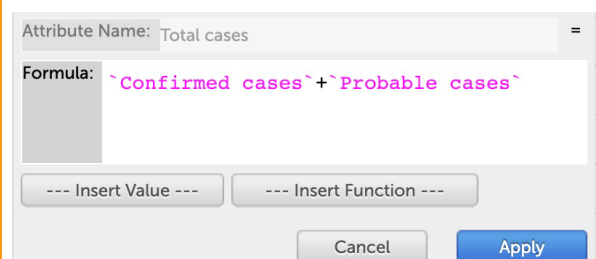 Attribute Name: Total cases =
Formula: `Confirmed cases`+`Probable cases`
--- Insert Value --- --- Insert Function ---
Cancel Apply